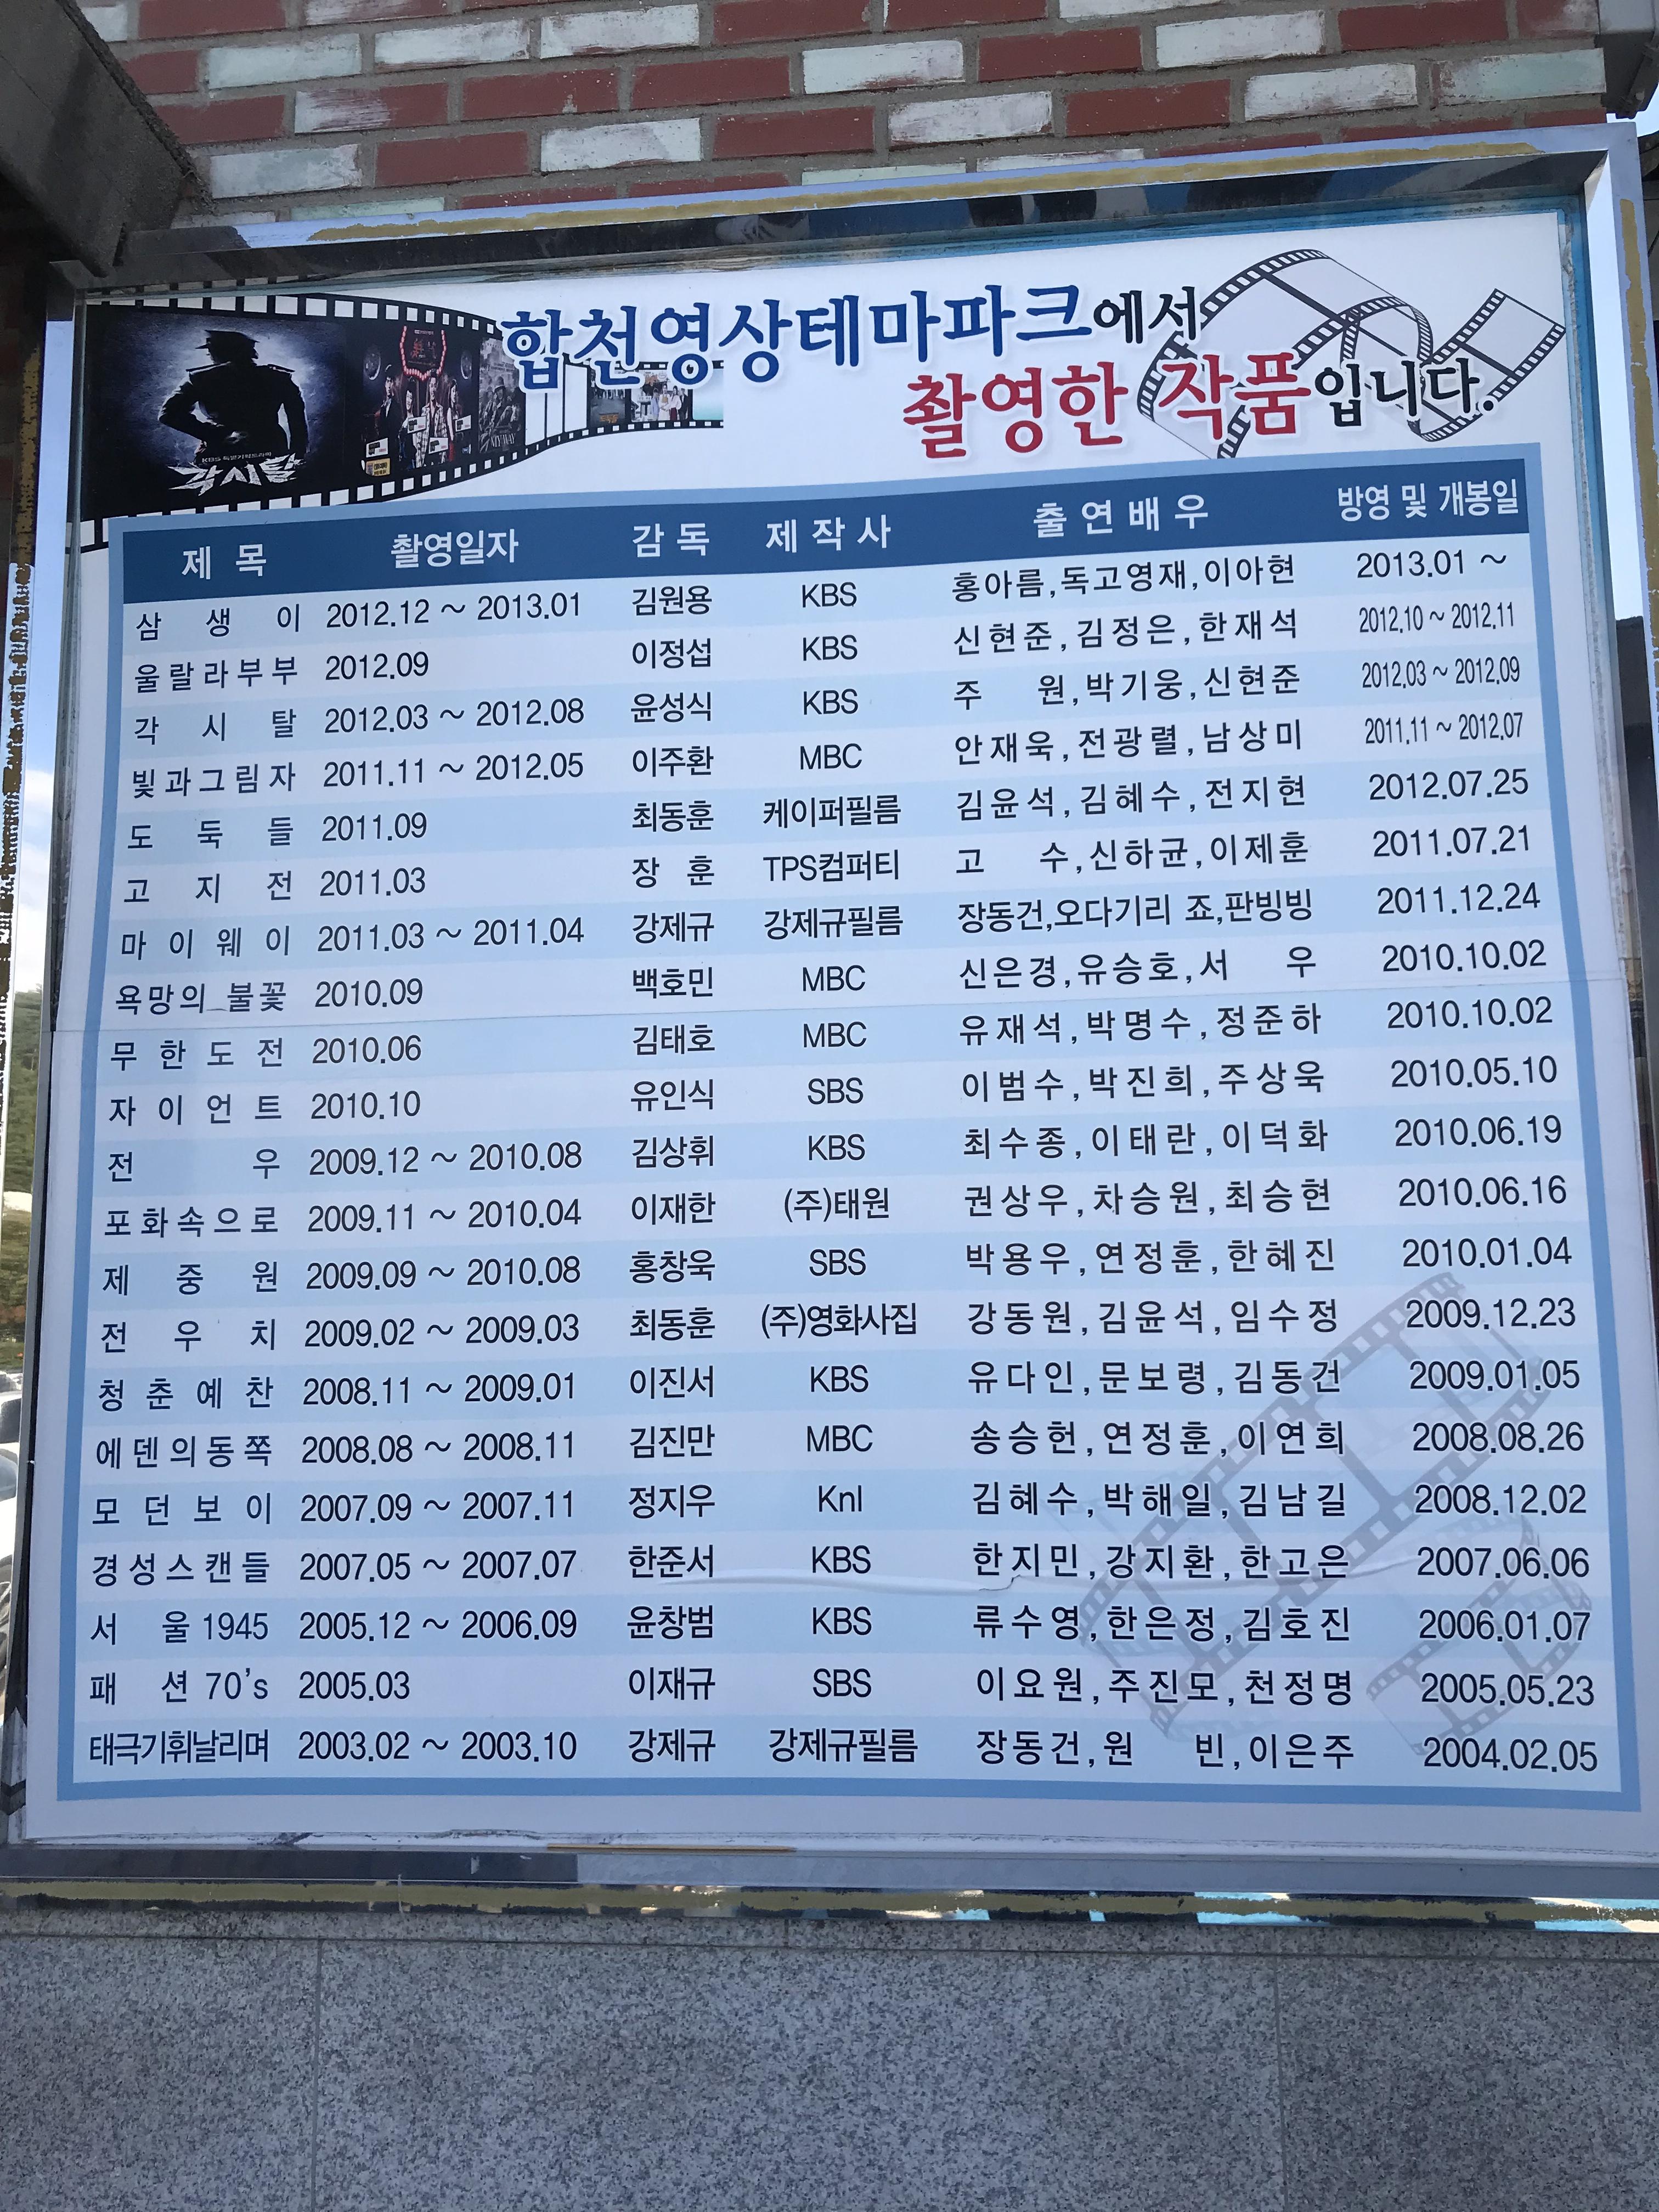 합천영상테마파크에서
촬영한 작품입니다.
KBS 특별기획드라마
각시탈
MY WAY
제 목 촬영일자 감 독 제 작 사 출 연 배 우 방영 및 개봉일
삼 생 이 2012.12 ~ 2013.01 김원용 KBS 홍아름,독고영재,이아현 2013.01 ~
울랄라부부 2012.09 이정섭 KBS 신현준,김정은,한재석 2012.10 ~ 2012.11
각 시 탈 2012.03 ~ 2012.08 윤성식 KBS 주 원,박기웅,신현준 2012.03 ~ 2012.09
빛과그림자 2011.11 ~ 2012.05 이주환 MBC 안재욱,전광렬,남상미 2011.11 ~ 2012.07
도 둑 들 2011.09 최동훈 케이퍼필름 김윤석,김혜수,전지현 2012.07.25
고 지 전 2011.03 장 훈 TPS컴퍼티 고 수,신하균,이제훈 2011.07.21
마 이 웨 이 2011.03 ~ 2011.04 강제규 강제규필름 장동건,오다기리 죠,판빙빙 2011.12.24
욕망의 불꽃 2010.09 백호민 MBC 신은경,유승호,서 우 2010.10.02
무 한 도 전 2010.06 김태호 MBC 유재석,박명수,정준하 2010.10.02
자 이 언 트 2010.10 유인식 SBS 이범수,박진희,주상욱 2010.05.10
전 우 2009.12 ~ 2010.08 김상휘 KBS 최수종,이태란,이덕화 2010.06.19
포화속으로 2009.11 ~ 2010.04 이재한 (주)태원 권상우,차승원,최승현 2010.06.16
제 중 원 2009.09 ~ 2010.08 홍창욱 SBS 박용우,연정훈,한혜진 2010.01.04
전 우 치 2009.02 ~ 2009.03 최동훈 (주)영화사집 강동원,김윤석,임수정 2009.12.23
청 춘 예 찬 2008.11 ~ 2009.01 이진서 KBS 유다인,문보령,김동건 2009.01.05
에덴의동쪽 2008.08 ~ 2008.11 김진만 MBC 송승헌,연정훈,이연희 2008.08.26
모 던 보 이 2007.09 ~ 2007.11 정지우 KnI 김혜수,박해일,김남길 2008.12.02
경성스캔들 2007.05 ~ 2007.07 한준서 KBS 한지민,강지환,한고은 2007.06.06
서 울 1945 2005.12 ~ 2006.09 윤창범 KBS 류수영,한은정,김호진 2006.01.07
패 션 70's 2005.03 이재규 SBS 이요원,주진모,천정명 2005.05.23
태극기휘날리며 2003.02 ~ 2003.10 강제규 강제규필름 장동건,원 빈,이은주 2004.02.05